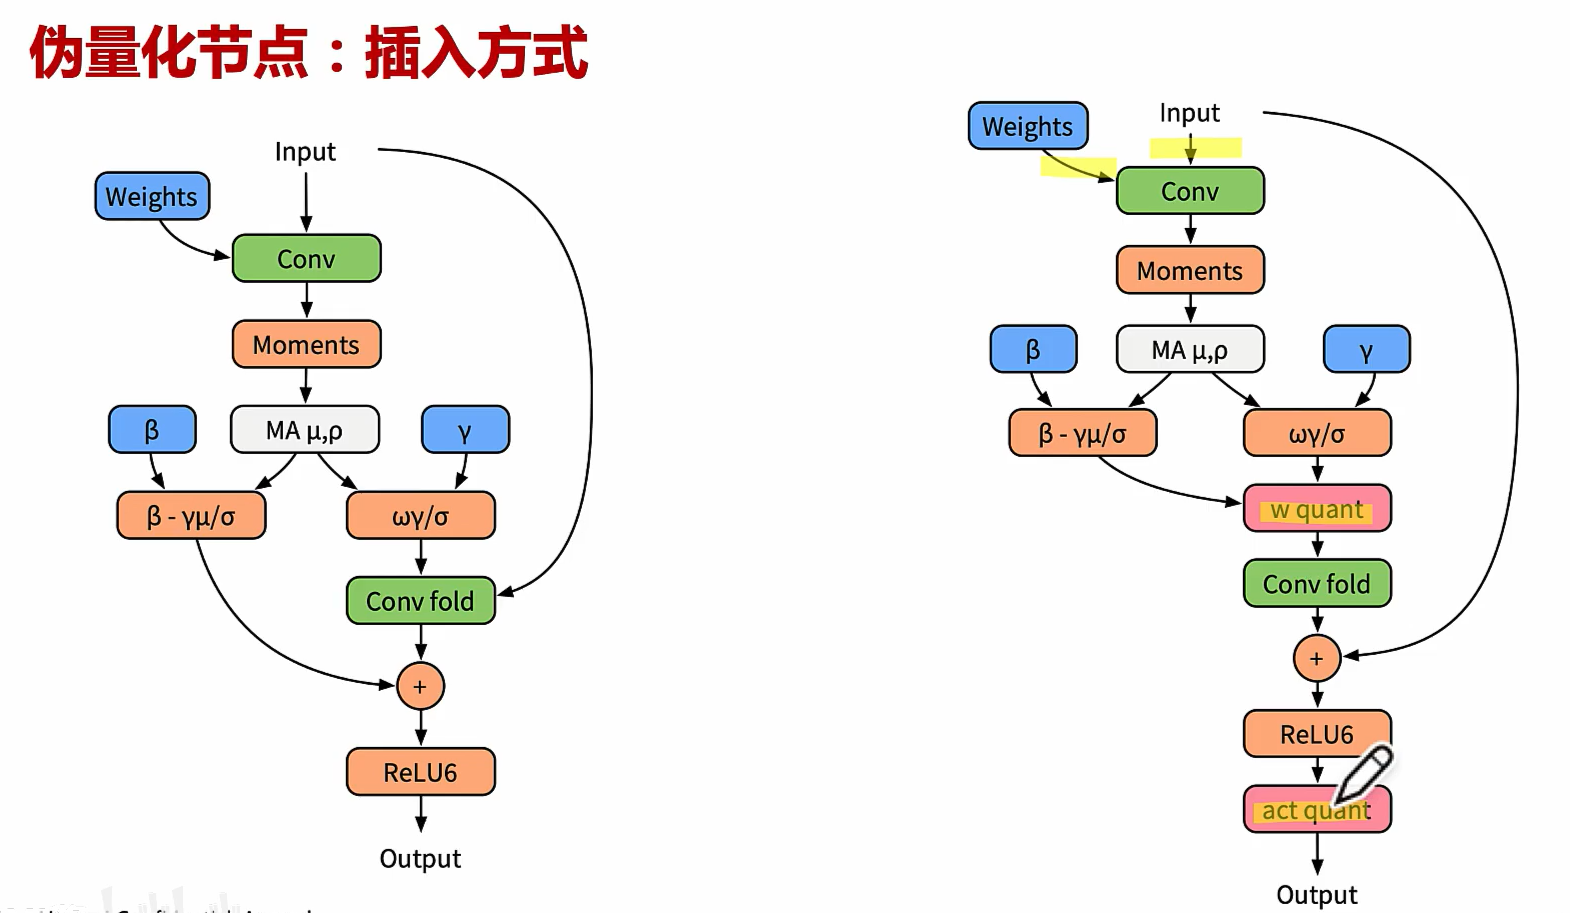 伪量化节点：插入方式
Input
Weights
Conv
Moments
β
MA μ,ρ
γ
β - γμ/σ
ωγ/σ
Conv fold
+
ReLU6
Output
Weights
Input
Conv
Moments
β
MA μ,ρ
γ
β - γμ/σ
ωγ/σ
w quant
Conv fold
+
ReLU6
act quant
Output